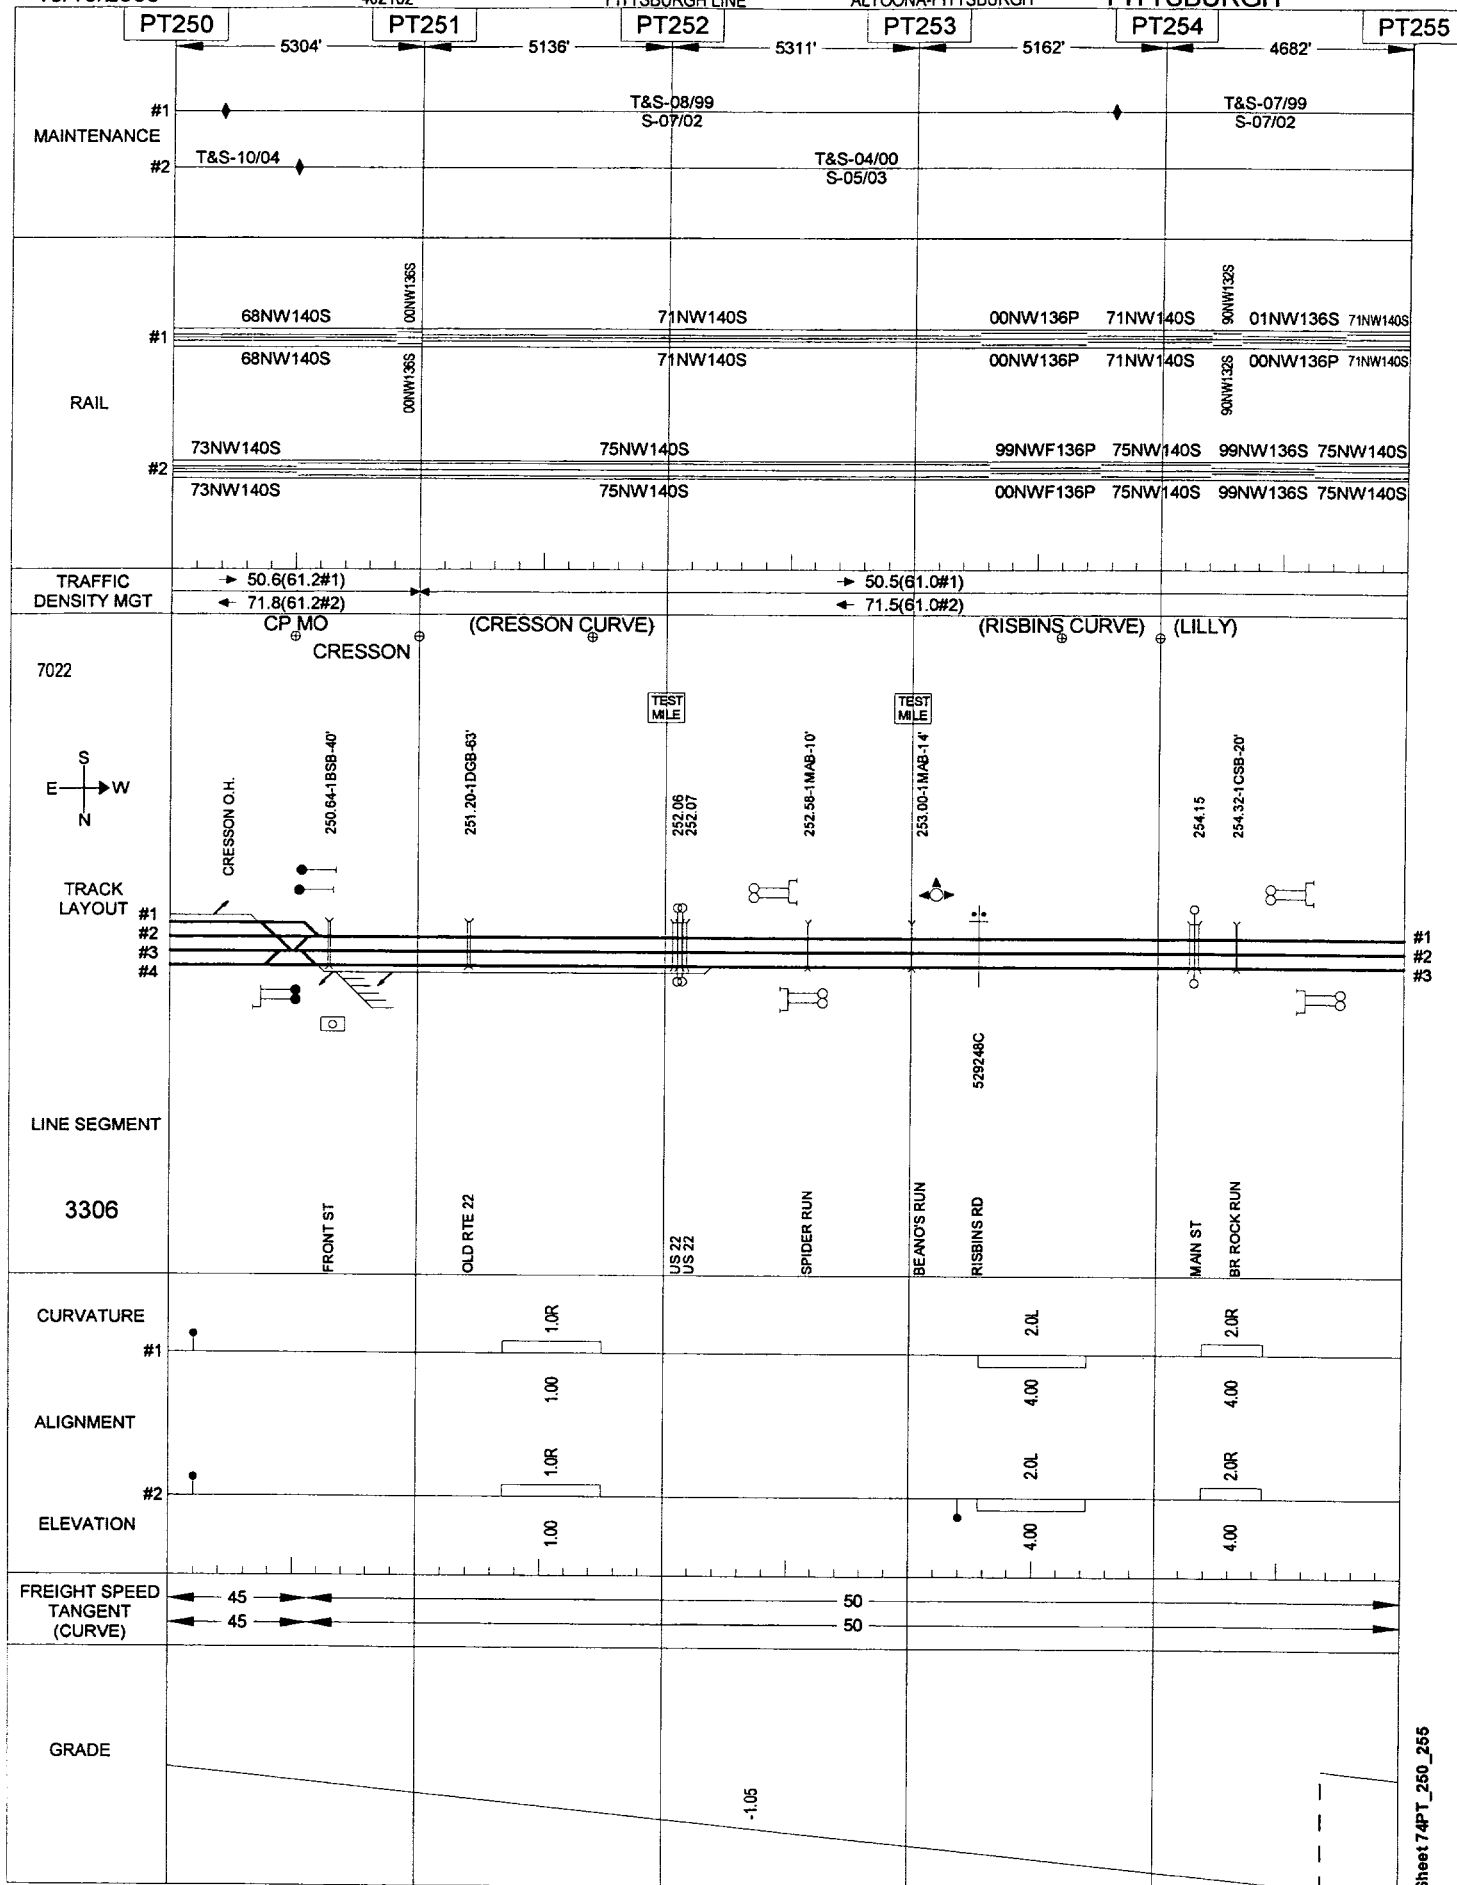 PITTSBURGH LINE
ALTOONA-PITTSBURGH
PITTSBURGH
PT250 PT251 PT252 PT253 PT254 PT255
5304' 5136' 5311' 5162' 4682'
MAINTENANCE
#1 T&S-08/99 T&S-07/99
S-07/02 S-07/02
#2 T&S-10/04 T&S-04/00
S-05/03
RAIL
00NW136S 90NW132S
68NW140S 71NW140S 00NW136P 71NW140S 01NW136S 71NW140S
#1
68NW140S 71NW140S 00NW136P 71NW140S 00NW136P 71NW140S
00NW136S 90NW132S
73NW140S 75NW140S 99NWF136P 75NW140S 99NW136S 75NW140S
#2
73NW140S 75NW140S 00NWF136P 75NW140S 99NW136S 75NW140S
TRAFFIC
DENSITY MGT
50.6(61.2#1) 50.5(61.0#1)
71.8(61.2#2) 71.5(61.0#2)
CP MO (CRESSON CURVE) (RISBINS CURVE) (LILLY)
CRESSON
7022
TEST
MILE
TEST
MILE
S
E W
N
CRESSON O.H.
250.64-1BSB-40'
251.20-1DGB-63'
252.06
252.07
252.58-1MAB-10'
253.00-1MAB-14'
254.15
254.32-1CSB-20'
TRACK
LAYOUT
#1
#2
#3
#4
#1
#2
#3
529248C
LINE SEGMENT
3306
FRONT ST
OLD RTE 22
US 22
US 22
SPIDER RUN
BEANO'S RUN
RISBINS RD
MAIN ST
BR ROCK RUN
CURVATURE
#1
1.0R 2.0L 2.0R
1.00 4.00 4.00
ALIGNMENT
#2
1.0R 2.0L 2.0R
ELEVATION
1.00 4.00 4.00
FREIGHT SPEED
TANGENT
(CURVE)
45 50
45 50
GRADE
-1.05
Sheet 74PT_250_255